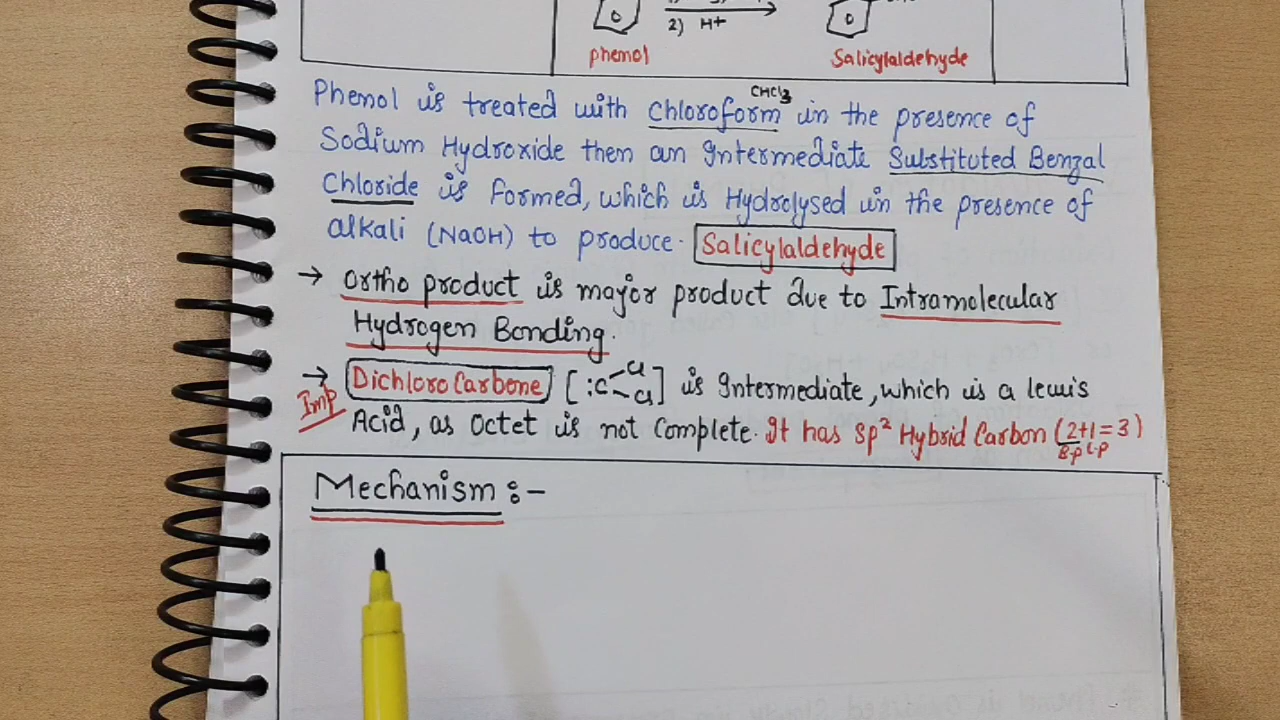 2) H+
phenol
Salicylaldehyde
CHCl3
Phenol is treated with Chloroform in the presence of
Sodium Hydroxide then an Intermediate Substituted Benzal
Chloride is formed, which is Hydrolysed in the presence of
alkali (NaOH) to produce. Salicylaldehyde
→ Ortho product is major product due to Intramolecular
Hydrogen Bonding.
→ Dichloro Carbene [:C Cl Cl] is Intermediate, which is a lewis
Imp
Acid, as Octet is not Complete. It has Sp² Hybrid Carbon (2+1=3)
B.p l.p
Mechanism :-